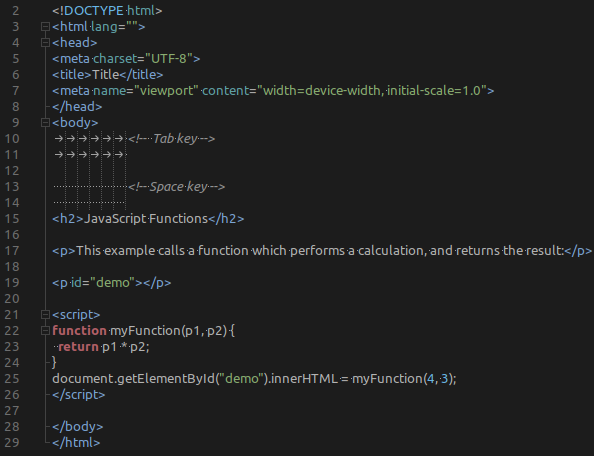 2 <!DOCTYPE html>
3 <html lang="">
4 <head>
5 <meta charset="UTF-8">
6 <title>Title</title>
7 <meta name="viewport" content="width=device-width, initial-scale=1.0">
8 </head>
9 <body>
10 <!-- Tab key -->
11
12
13 <!-- Space key -->
14
15 <h2>JavaScript Functions</h2>
16
17 <p>This example calls a function which performs a calculation, and returns the result:</p>
18
19 <p id="demo"></p>
20
21 <script>
22 function myFunction(p1, p2) {
23   return p1 * p2;
24 }
25 document.getElementById("demo").innerHTML = myFunction(4, 3);
26 </script>
27
28 </body>
29 </html>